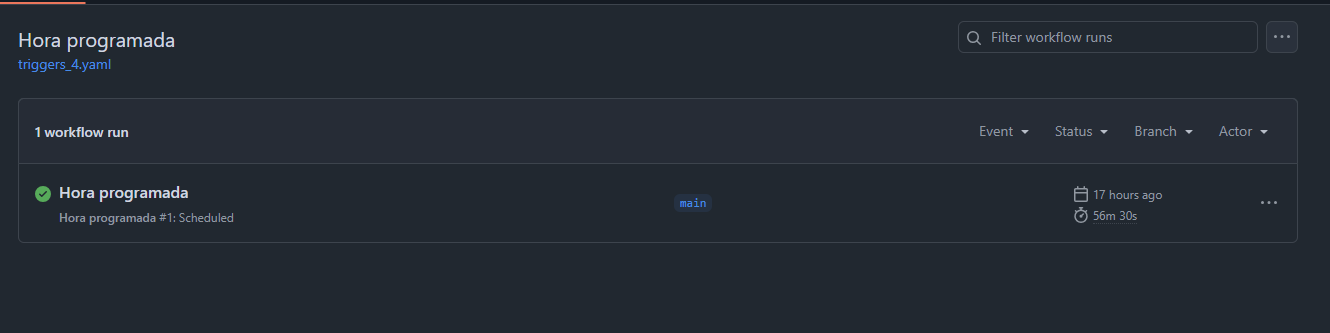 Hora programada
triggers_4.yaml
Filter workflow runs
1 workflow run
Event
Status
Branch
Actor
Hora programada
Hora programada #1: Scheduled
main
17 hours ago
56m 30s